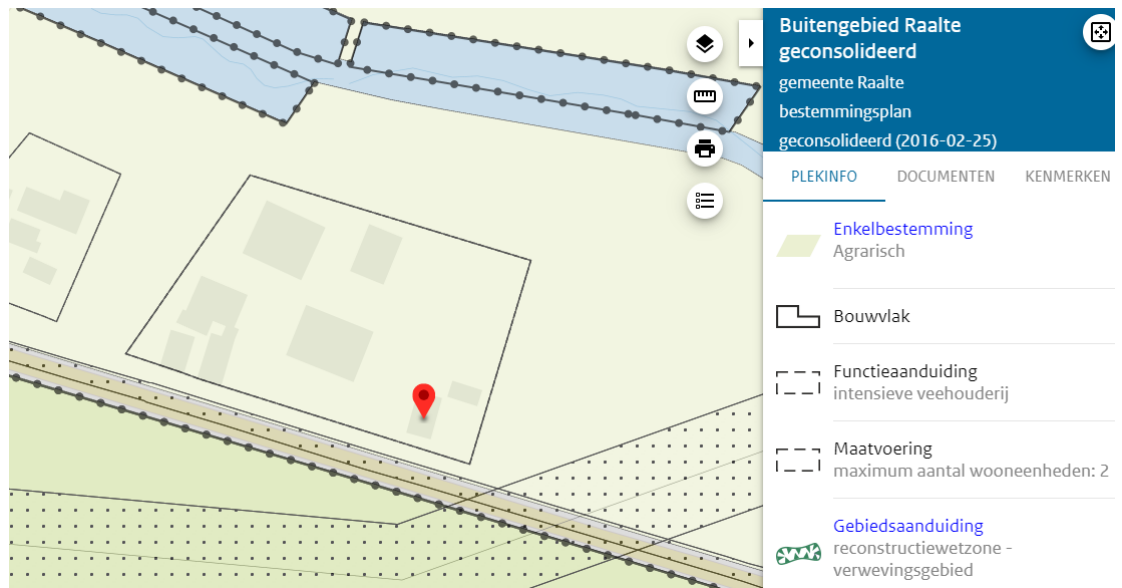 Buitengebied Raalte
geconsolideerd
gemeente Raalte
bestemmingsplan
geconsolideerd (2016-02-25)
PLEKINFO DOCUMENTEN KENMERKEN
Enkelbestemming
Agrarisch
Bouwvlak
Functieaanduiding
intensieve veehouderij
Maatvoering
maximum aantal wooneenheden: 2
Gebiedsaanduiding
reconstructiewetzone -
verwevingsgebied